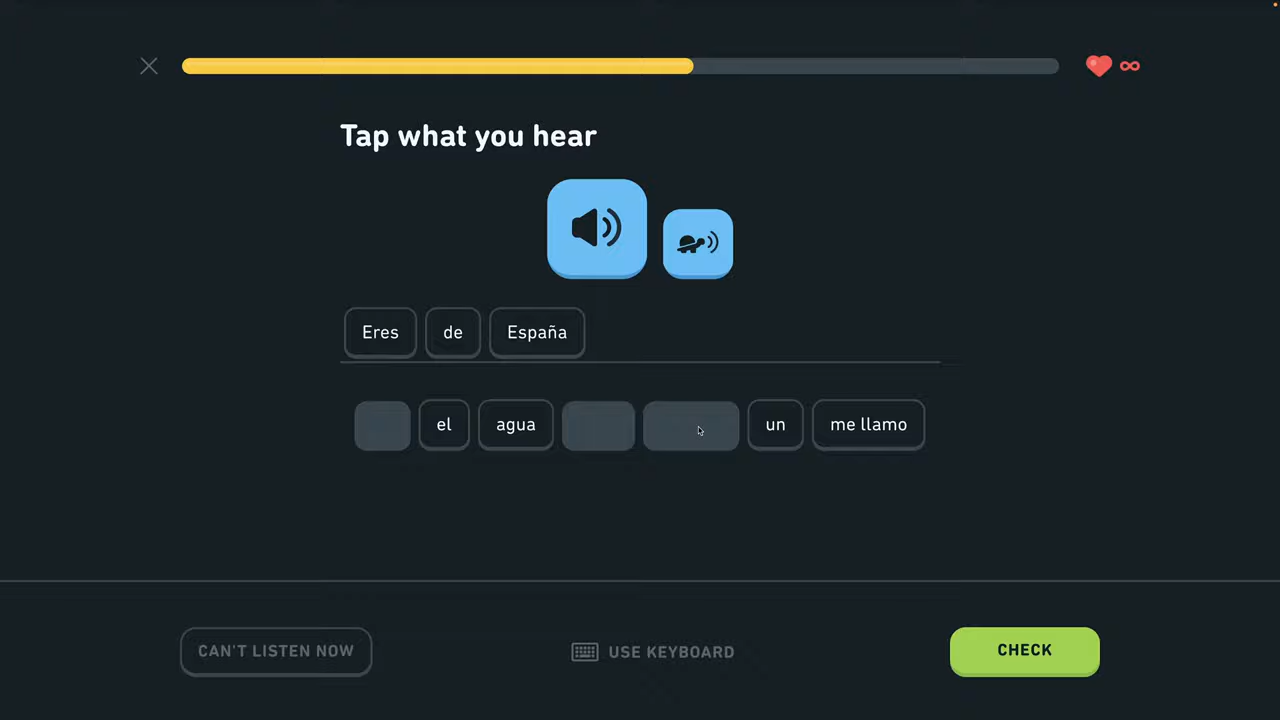 ∞
Tap what you hear
Eres de España
el agua un me llamo
CAN'T LISTEN NOW USE KEYBOARD CHECK